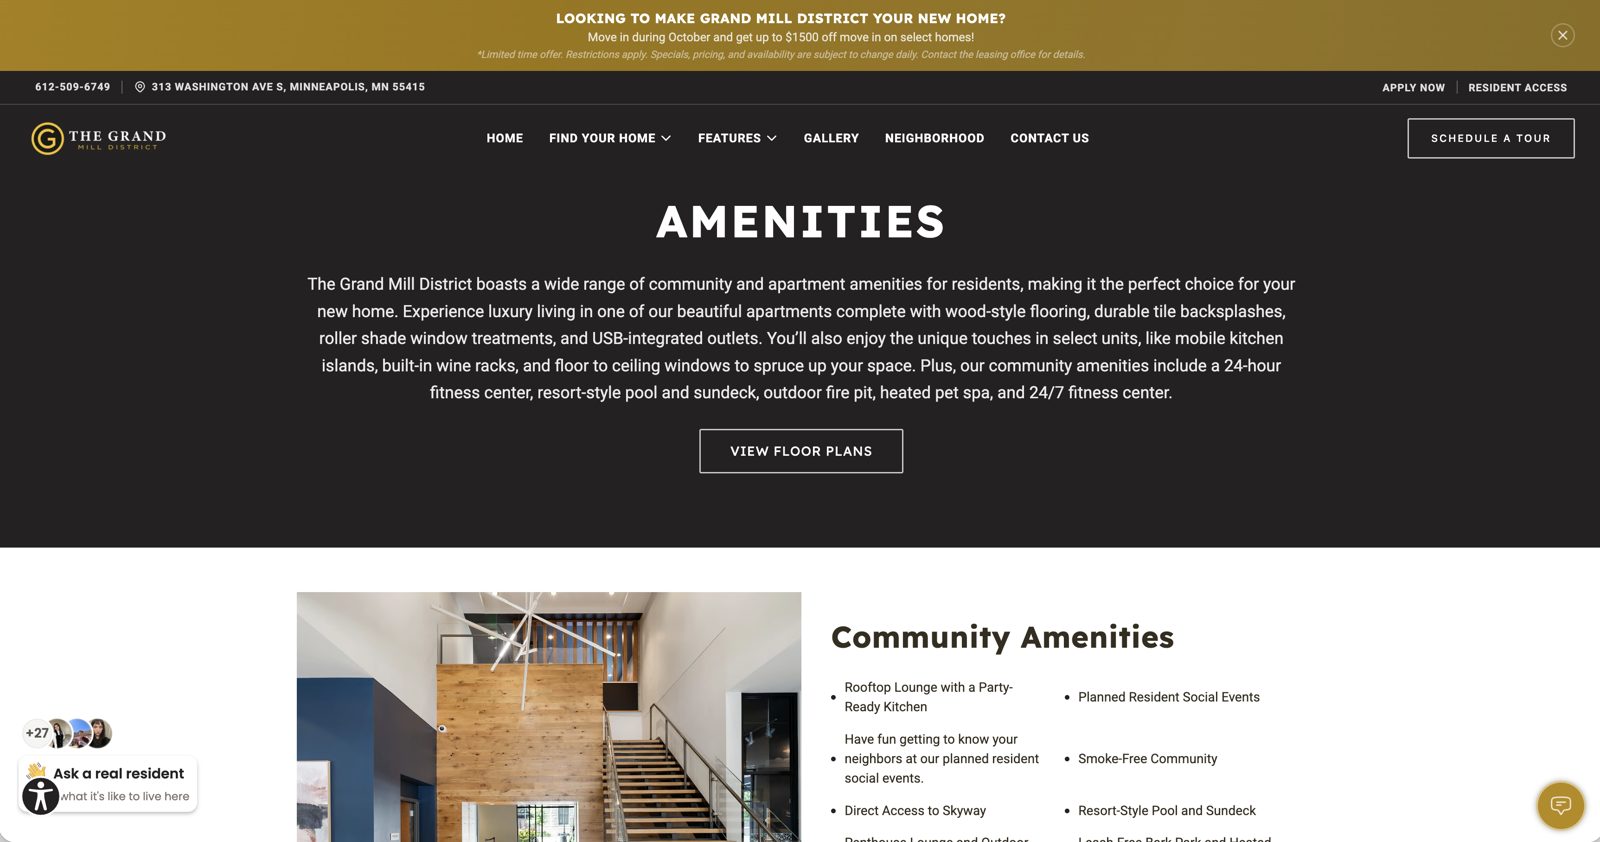 LOOKING TO MAKE GRAND MILL DISTRICT YOUR NEW HOME?
Move in during October and get up to $1500 off move in on select homes!
*Limited time offer. Restrictions apply. Specials, pricing, and availability are subject to change daily. Contact the leasing office for details.
612-509-6749
313 WASHINGTON AVE S, MINNEAPOLIS, MN 55415
APPLY NOW
RESIDENT ACCESS
THE GRAND
MILL DISTRICT
HOME
FIND YOUR HOME
FEATURES
GALLERY
NEIGHBORHOOD
CONTACT US
SCHEDULE A TOUR
AMENITIES
The Grand Mill District boasts a wide range of community and apartment amenities for residents, making it the perfect choice for your
new home. Experience luxury living in one of our beautiful apartments complete with wood-style flooring, durable tile backsplashes,
roller shade window treatments, and USB-integrated outlets. You’ll also enjoy the unique touches in select units, like mobile kitchen
islands, built-in wine racks, and floor to ceiling windows to spruce up your space. Plus, our community amenities include a 24-hour
fitness center, resort-style pool and sundeck, outdoor fire pit, heated pet spa, and 24/7 fitness center.
VIEW FLOOR PLANS
Community Amenities
Rooftop Lounge with a Party-
Ready Kitchen
Planned Resident Social Events
Have fun getting to know your
neighbors at our planned resident
social events.
Smoke-Free Community
Direct Access to Skyway
Resort-Style Pool and Sundeck
Penthouse Lounge and Outdoor
Leash-Free Bark Park and Heated
+27
Ask a real resident
what it's like to live here